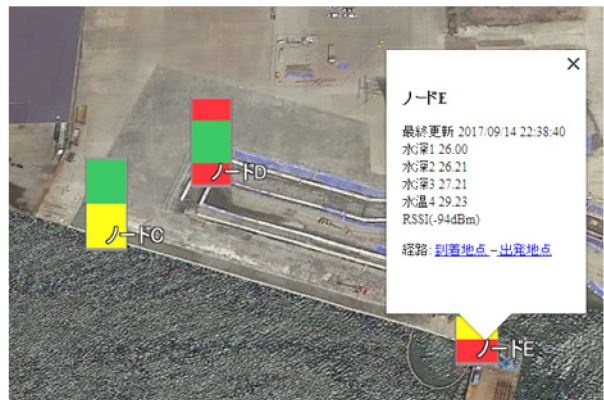 ノードE
最終更新 2017/09/14 22:38:40
水深1 26.00
水深2 26.21
水深3 27.21
水温4 29.23
RSSI(-94dBm)
経路: 到着地点 – 出発地点
ノードD
ノードC
ノードE